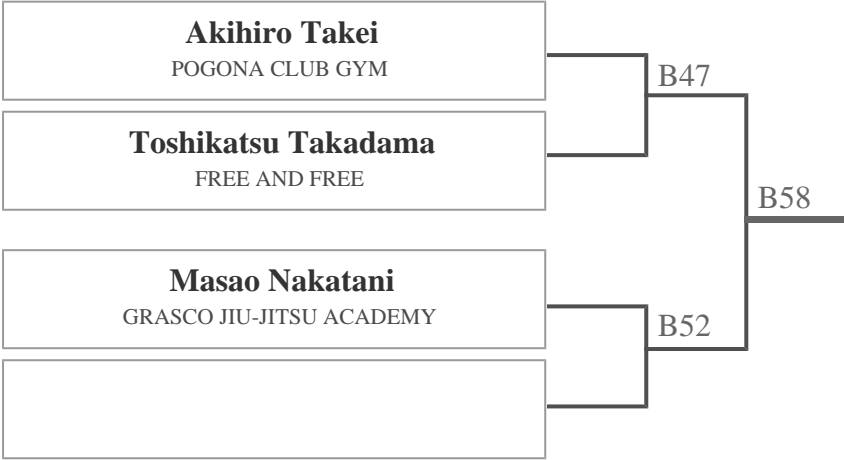 Akihiro Takei
POGONA CLUB GYM
B47
Toshikatsu Takadama
FREE AND FREE
B58
Masao Nakatani
GRASCO JIU-JITSU ACADEMY
B52